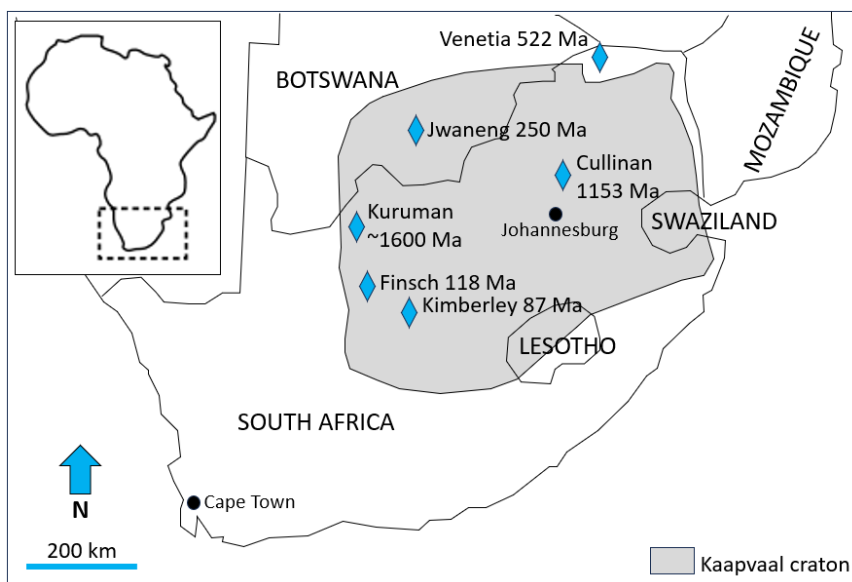 Venetia 522 Ma
BOTSWANA
MOZAMBIQUE
Jwaneng 250 Ma
Cullinan
1153 Ma
Kuruman
~1600 Ma
Johannesburg
SWAZILAND
Finsch 118 Ma
Kimberley 87 Ma
LESOTHO
SOUTH AFRICA
N
Cape Town
200 km
Kaapvaal craton